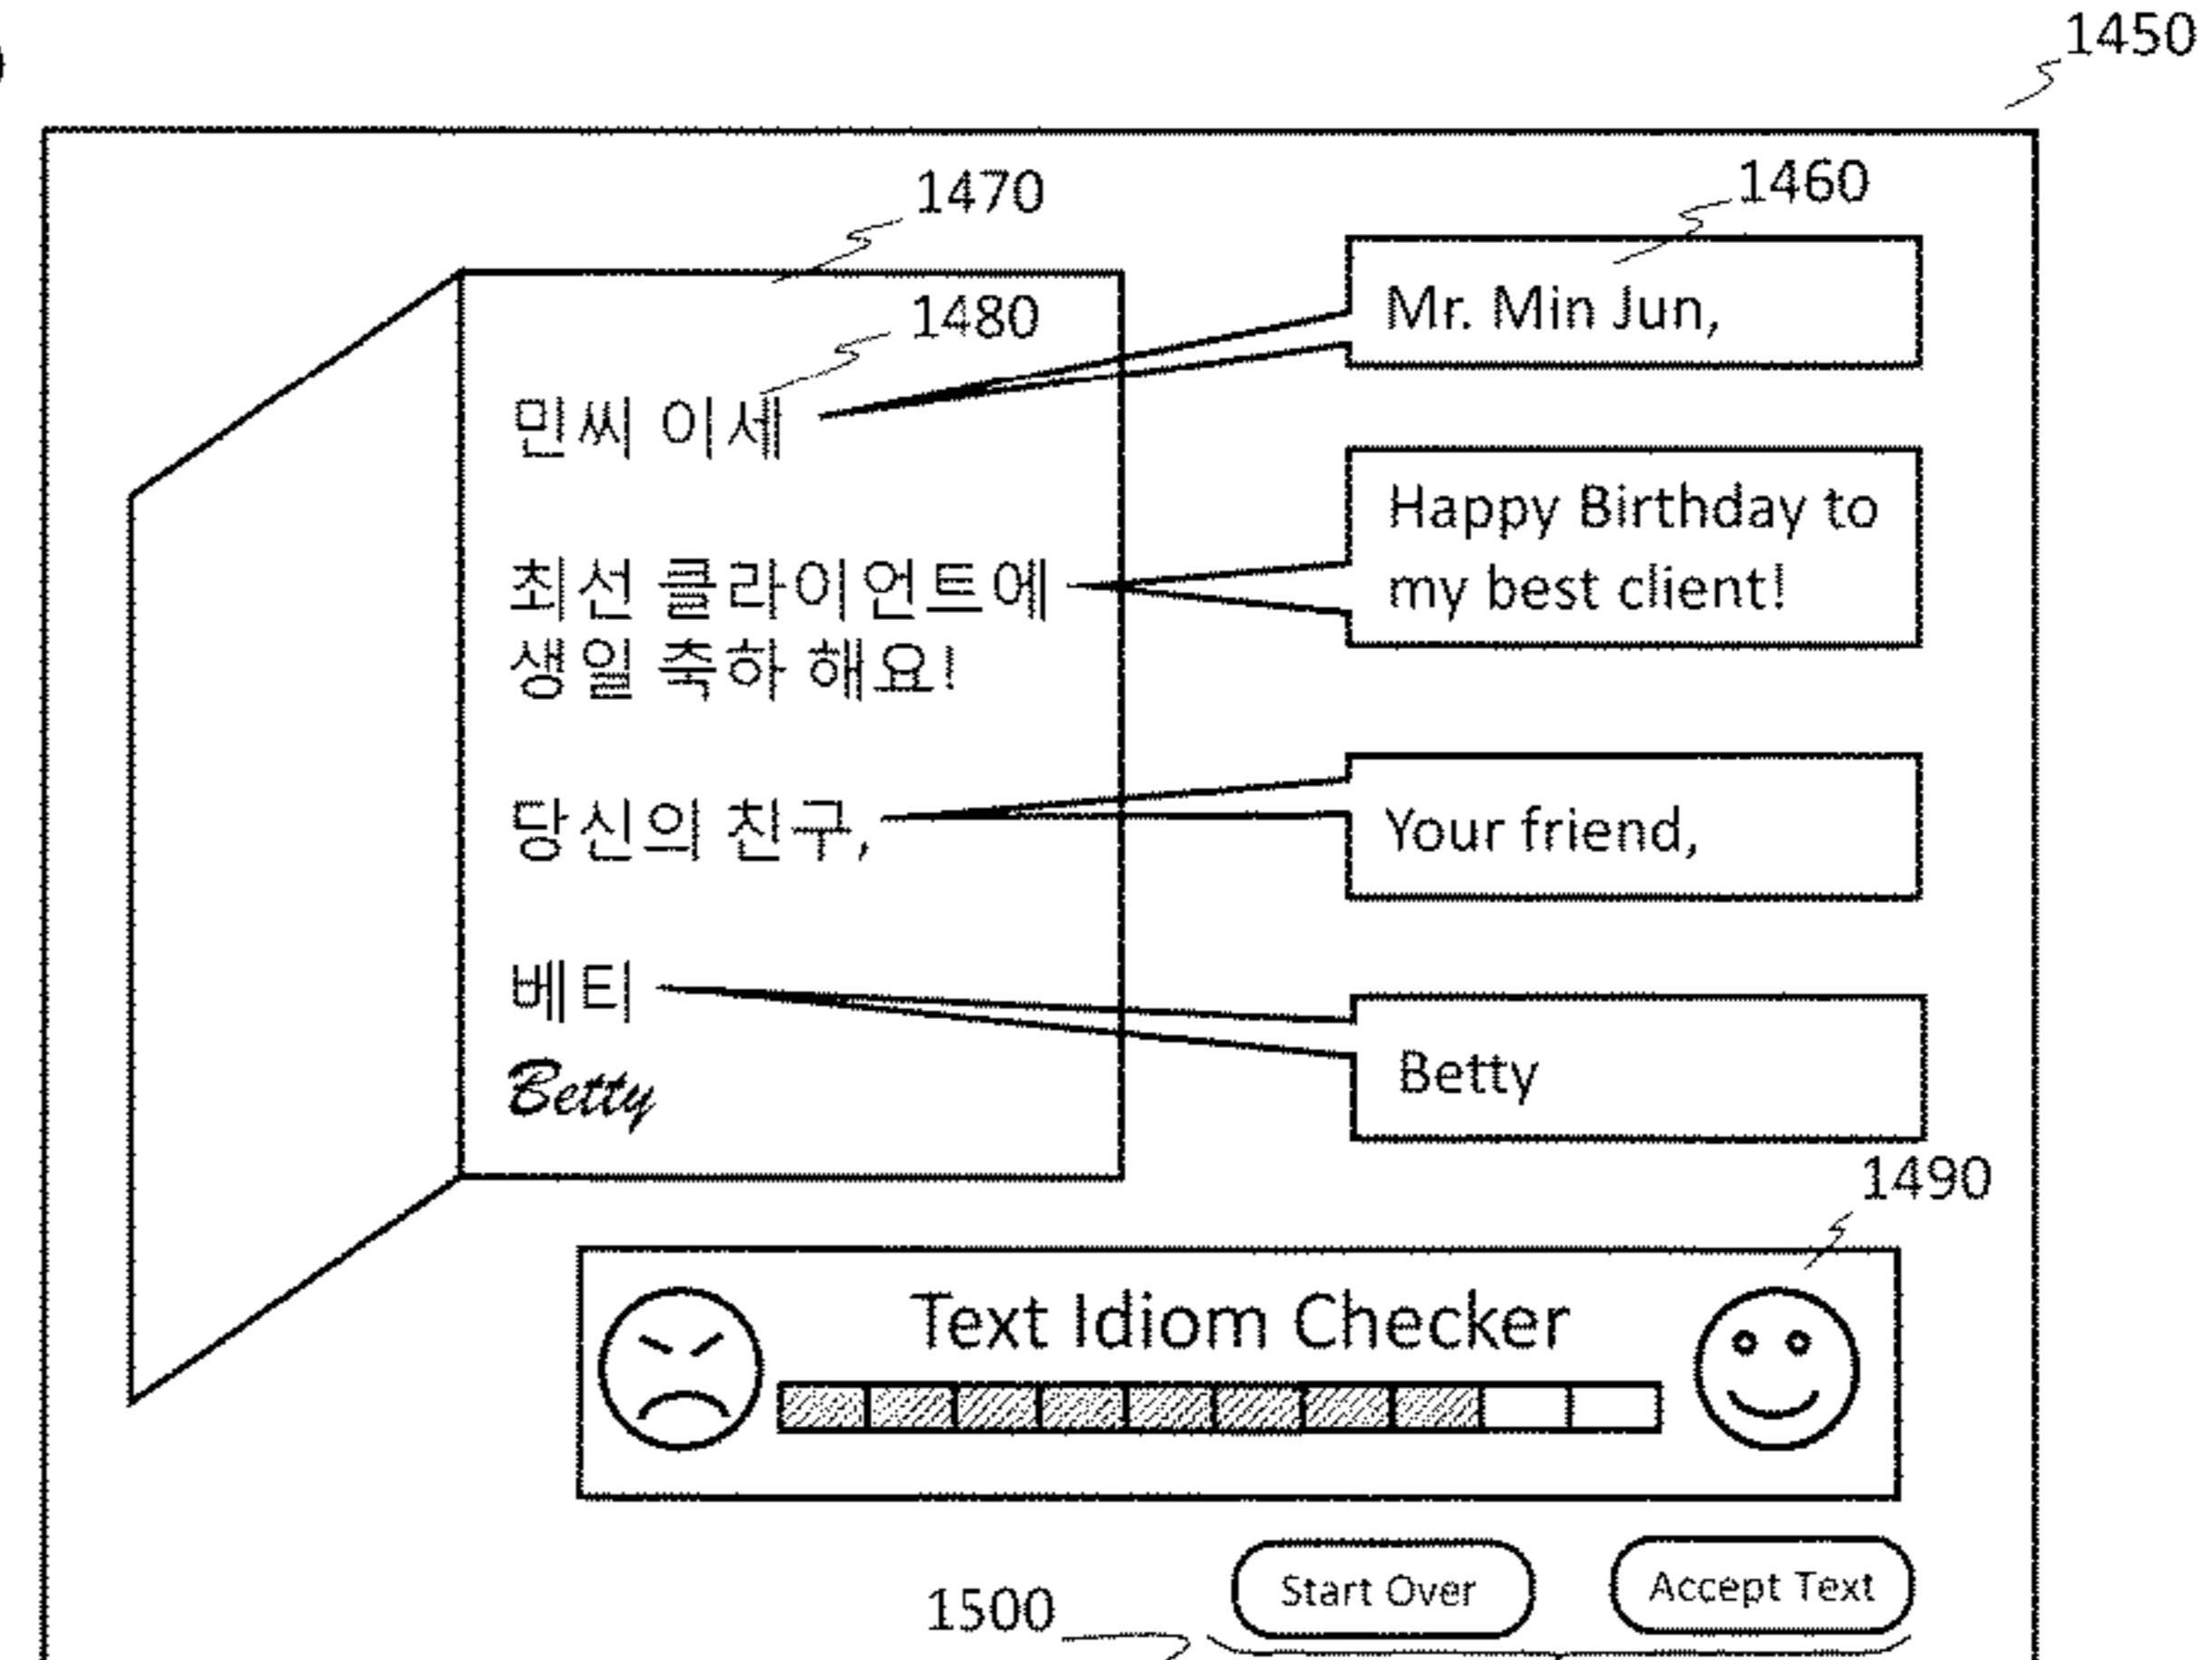 1450
1470
1460
1480
Mr. Min Jun,
민씨 이세
Happy Birthday to
my best client!
최선 클라이언트에
생일 축하 해요!
당신의 친구,
Your friend,
베티
Betty
Betty
1490
Text Idiom Checker
Start Over
Accept Text
1500